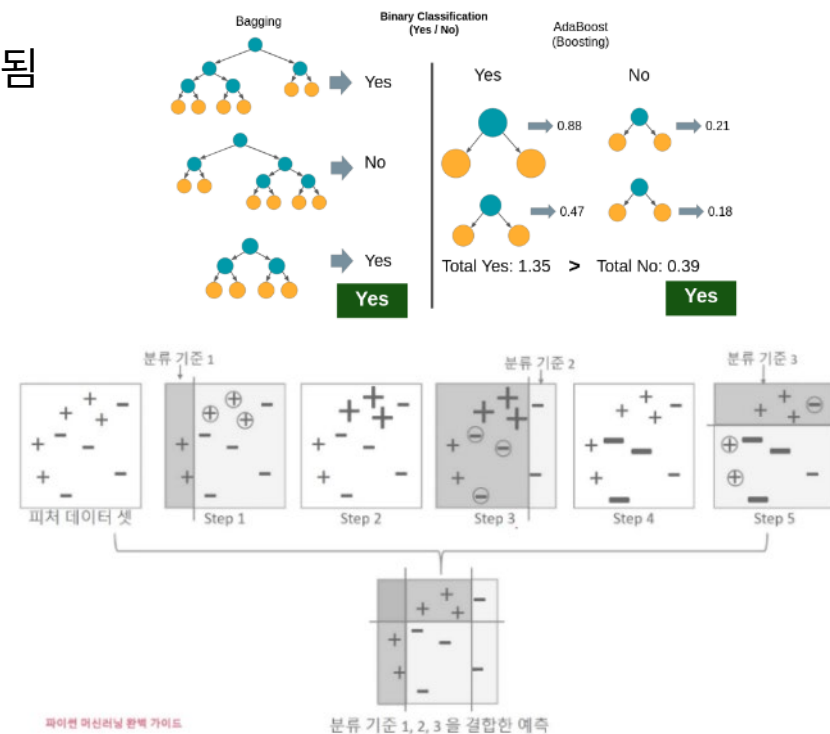 됨
Bagging
Binary Classification
(Yes / No)
AdaBoost
(Boosting)
Yes
No
Yes
Yes
Yes
No
0.88
0.21
0.47
0.18
Total Yes: 1.35 > Total No: 0.39
Yes
분류 기준 1
분류 기준 2
분류 기준 3
피처 데이터 셋
Step 1
Step 2
Step 3
Step 4
Step 5
파이썬 머신러닝 완벽 가이드
분류 기준 1, 2, 3 을 결합한 예측